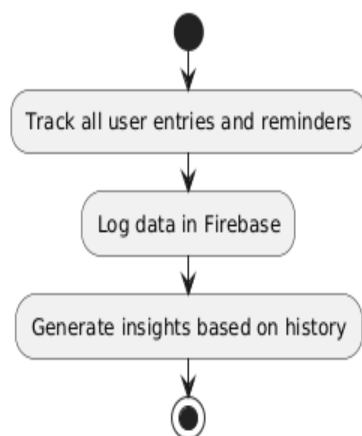 Track all user entries and reminders
Log data in Firebase
Generate insights based on history